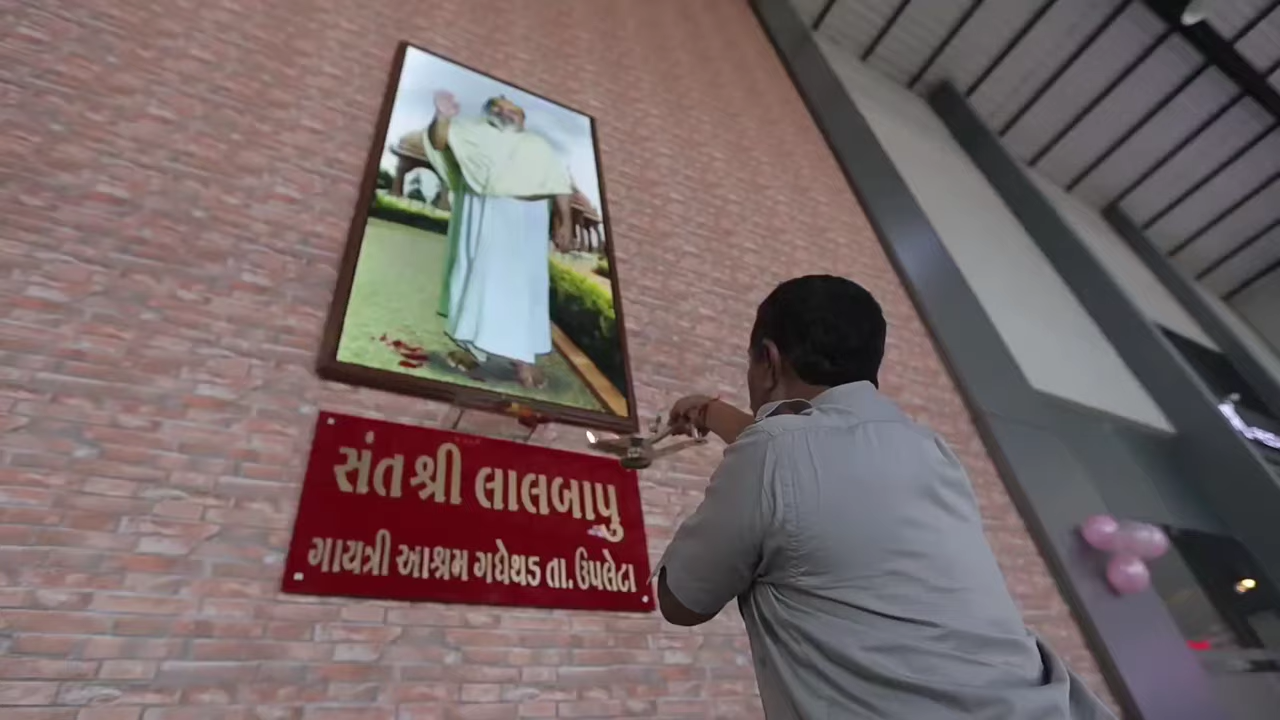 સંત શ્રી લાલબાપુ
ગાયત્રી આશ્રમ ગધેથડ તા. ઉપલેટા